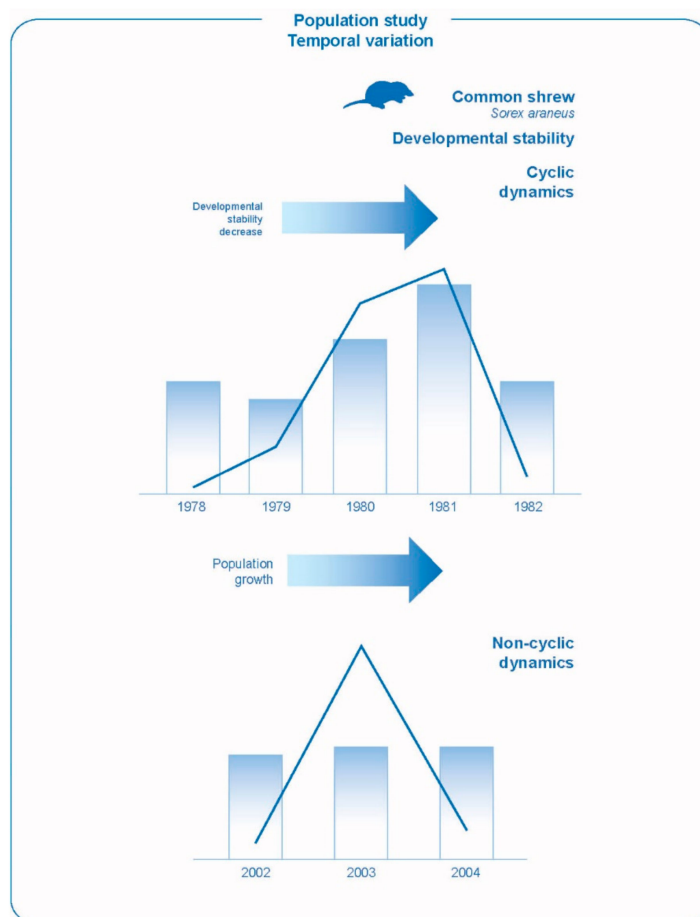 Population study
Temporal variation
Common shrew
Sorex araneus
Developmental stability
Cyclic
dynamics
Developmental
stability
decrease
1978 1979 1980 1981 1982
Population
growth
Non-cyclic
dynamics
2002 2003 2004